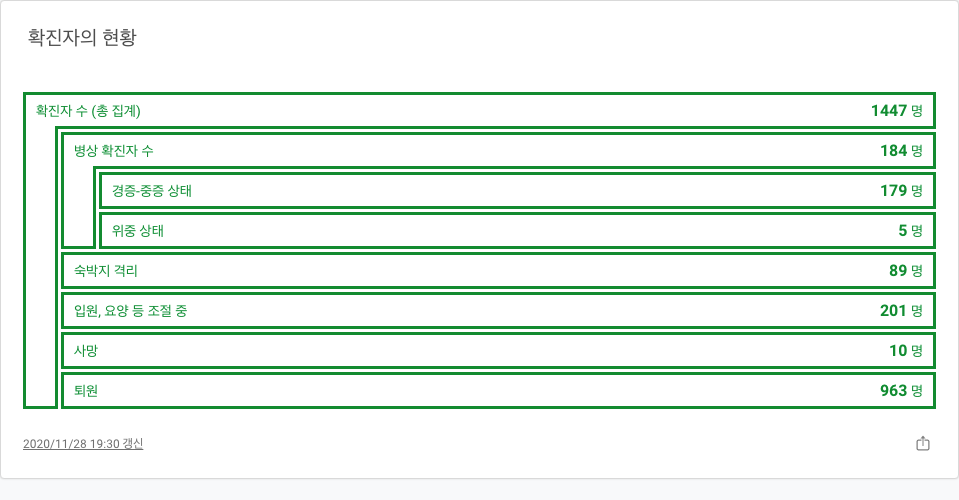 확진자의 현황
확진자 수 (총 집계) 1447 명
병상 확진자 수 184 명
경증-중증 상태 179 명
위중 상태 5 명
숙박지 격리 89 명
입원, 요양 등 조절 중 201 명
사망 10 명
퇴원 963 명
2020/11/28 19:30 갱신